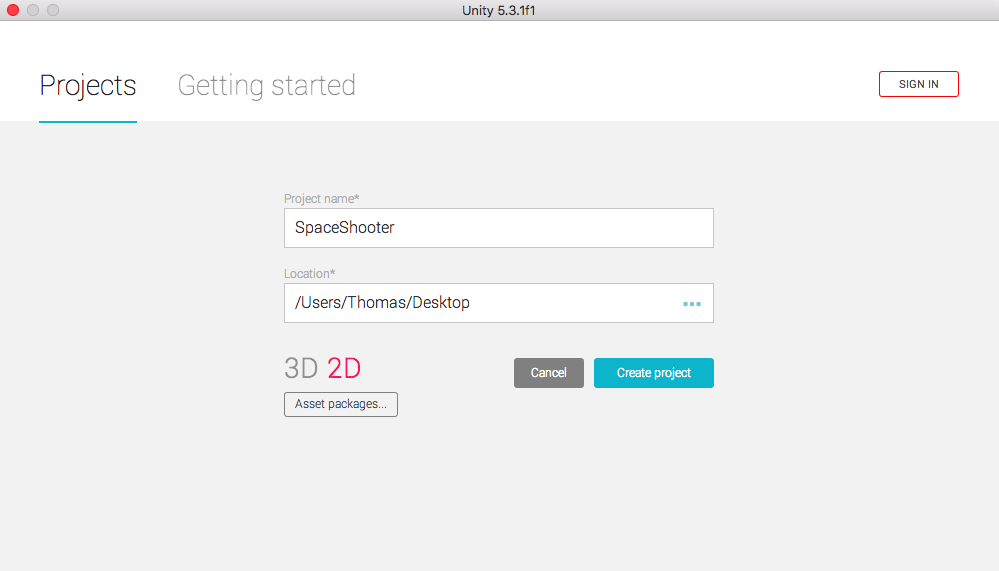 Unity 5.3.1f1
Projects Getting started SIGN IN
Project name*
SpaceShooter
Location*
/Users/Thomas/Desktop
3D 2D Cancel Create project
Asset packages...